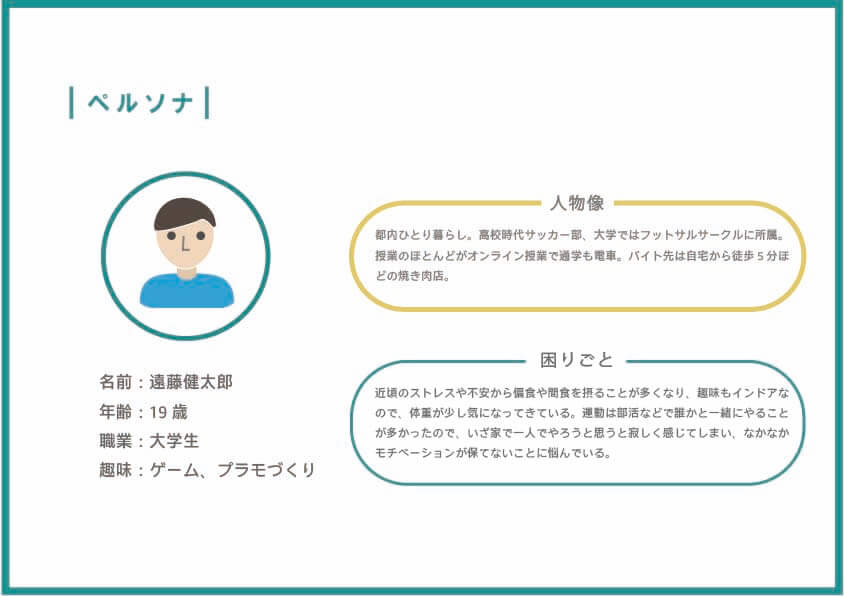 ペルソナ
人物像
都内ひとり暮らし。高校時代サッカー部、大学ではフットサルサークルに所属。
授業のほとんどがオンライン授業で通学も電車。バイト先は自宅から徒歩５分ほ
どの焼き肉店。
困りごと
近頃のストレスや不安から偏食や間食を摂ることが多くなり、趣味もインドアな
ので、体重が少し気になってきている。運動は部活などで誰かと一緒にやること
が多かったので、いざ家で一人でやろうと思うと寂しく感じてしまい、なかなか
モチベーションが保てないことに悩んでいる。
名前：遠藤健太郎
年齢：19 歳
職業：大学生
趣味：ゲーム、プラモづくり